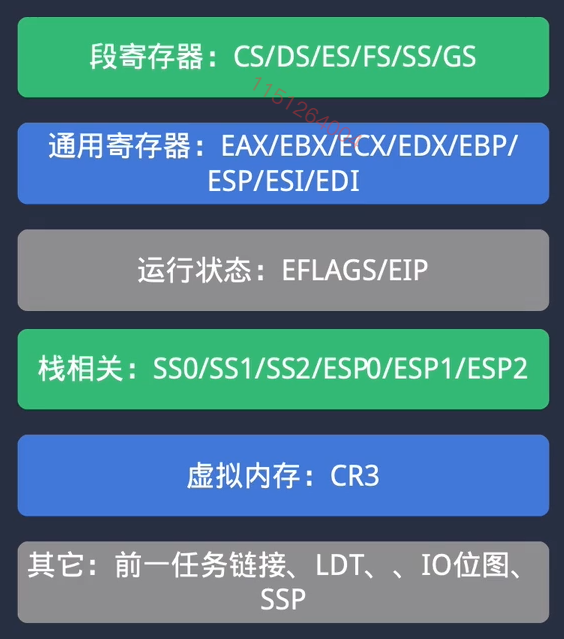 段寄存器：CS/DS/ES/FS/SS/GS
通用寄存器：EAX/EBX/ECX/EDX/EBP/
ESP/ESI/EDI
运行状态：EFLAGS/EIP
栈相关：SS0/SS1/SS2/ESP0/ESP1/ESP2
虚拟内存：CR3
其它：前一任务链接、LDT、、IO位图、
SSP